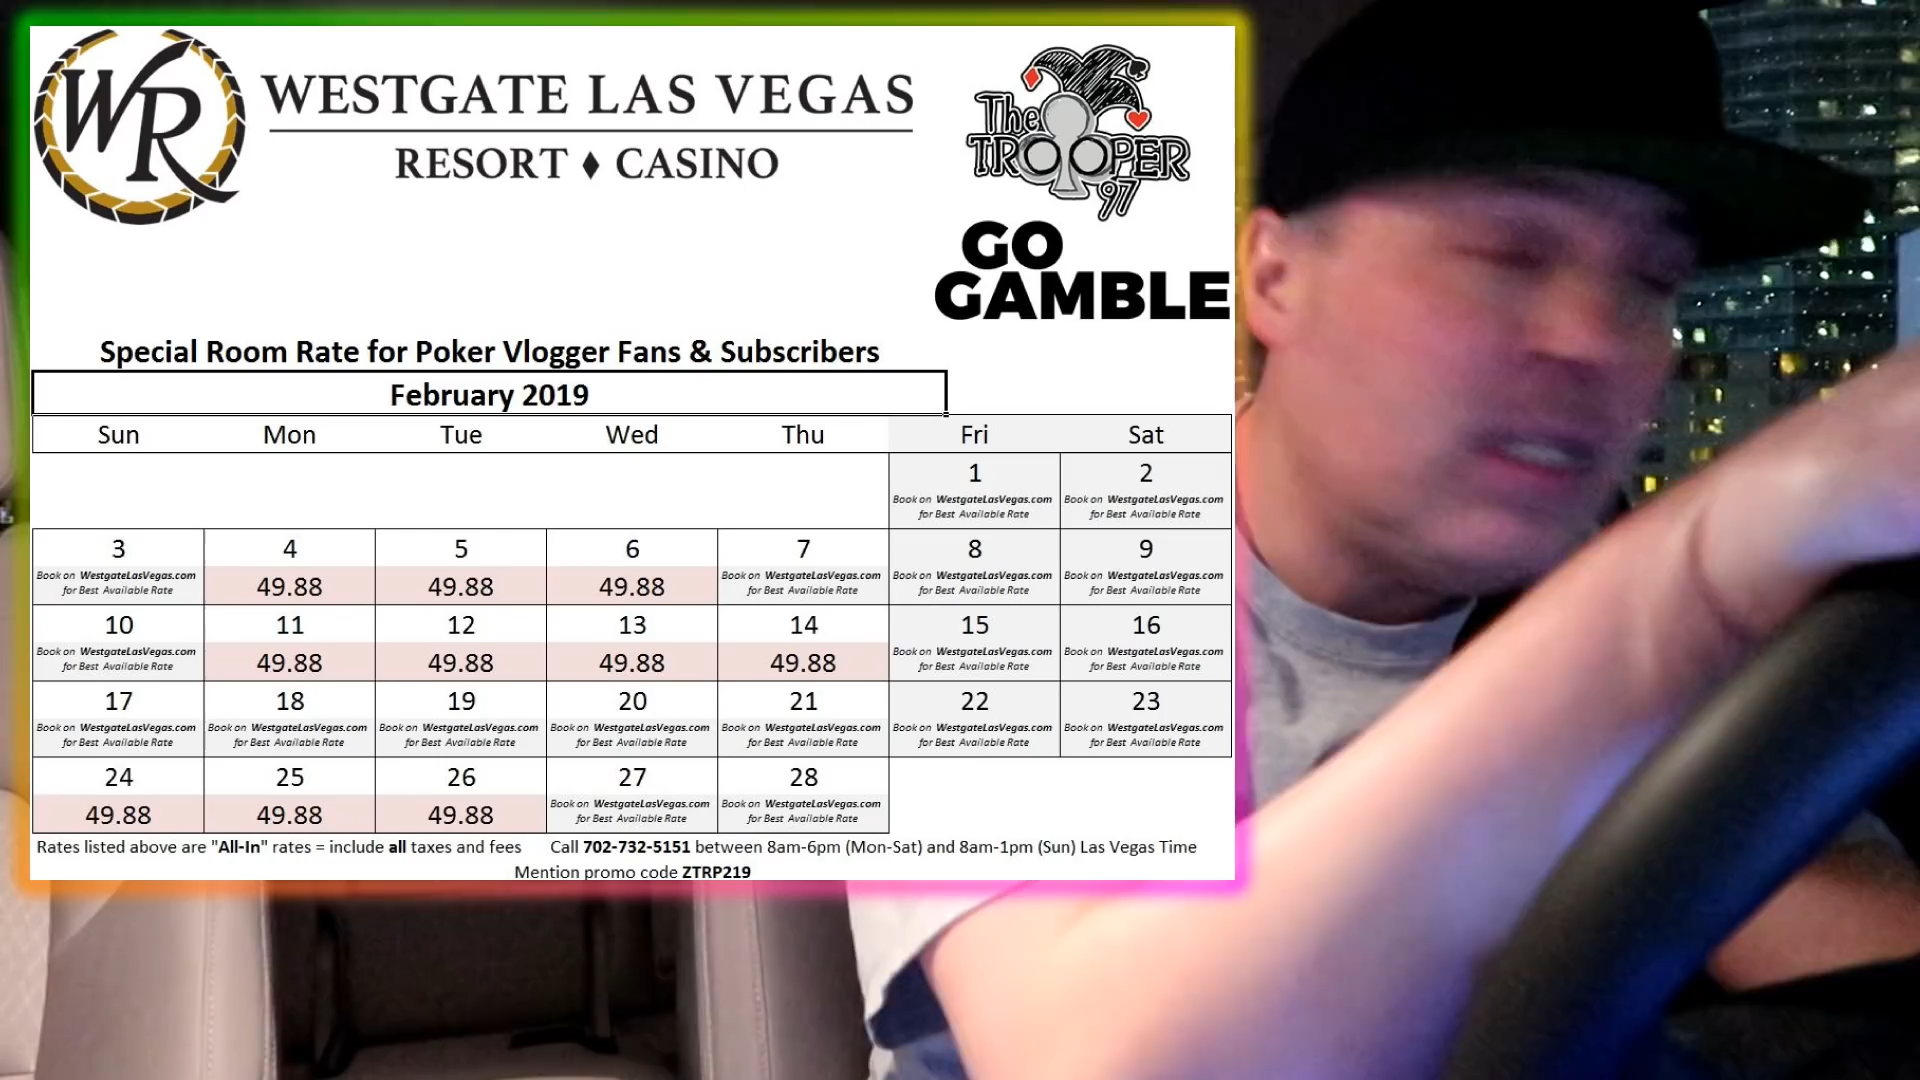 WR
WESTGATE LAS VEGAS
RESORT ♦ CASINO
The
TROOPER
97
GO
GAMBLE
Special Room Rate for Poker Vlogger Fans & Subscribers
February 2019
Sun Mon Tue Wed Thu Fri Sat
1 2
Book on WestgateLasVegas.com Book on WestgateLasVegas.com
for Best Available Rate for Best Available Rate
3 4 5 6 7 8 9
Book on WestgateLasVegas.com 49.88 49.88 49.88 Book on WestgateLasVegas.com Book on WestgateLasVegas.com Book on WestgateLasVegas.com
for Best Available Rate for Best Available Rate for Best Available Rate for Best Available Rate
10 11 12 13 14 15 16
Book on WestgateLasVegas.com 49.88 49.88 49.88 49.88 Book on WestgateLasVegas.com Book on WestgateLasVegas.com
for Best Available Rate for Best Available Rate for Best Available Rate
17 18 19 20 21 22 23
Book on WestgateLasVegas.com Book on WestgateLasVegas.com Book on WestgateLasVegas.com Book on WestgateLasVegas.com Book on WestgateLasVegas.com Book on WestgateLasVegas.com Book on WestgateLasVegas.com
for Best Available Rate for Best Available Rate for Best Available Rate for Best Available Rate for Best Available Rate for Best Available Rate for Best Available Rate
24 25 26 27 28
49.88 49.88 49.88 Book on WestgateLasVegas.com Book on WestgateLasVegas.com
for Best Available Rate for Best Available Rate
Rates listed above are "All-In" rates = include all taxes and fees Call 702-732-5151 between 8am-6pm (Mon-Sat) and 8am-1pm (Sun) Las Vegas Time
Mention promo code ZTRP219